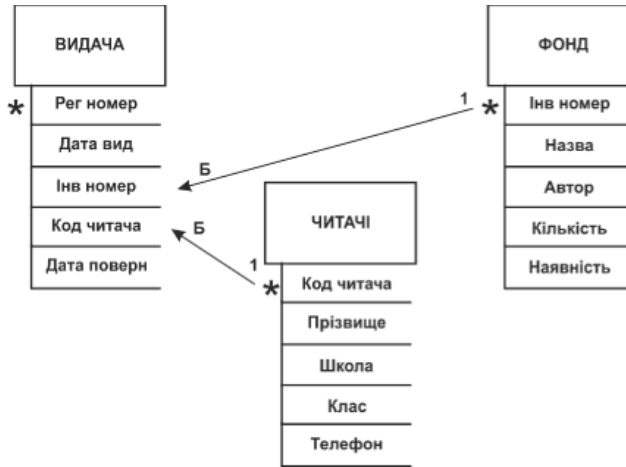 ВИДАЧА
* Рег номер
Дата вид
Інв номер
Код читача
Дата поверн
Б
Б
1
1
ЧИТАЧІ
* Код читача
Прізвище
Школа
Клас
Телефон
ФОНД
* Інв номер
Назва
Автор
Кількість
Наявність